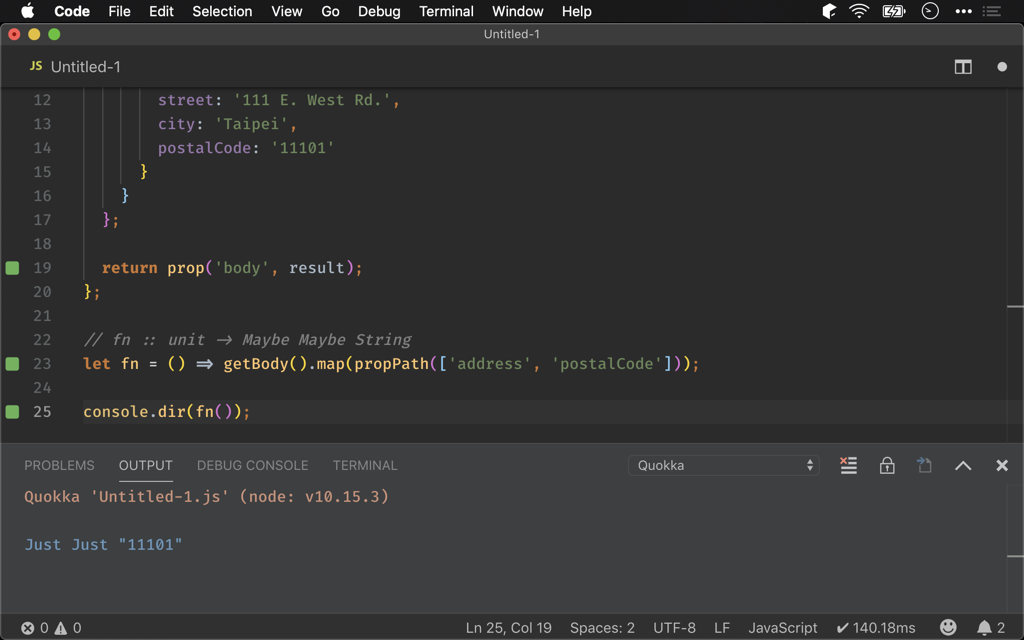 Code File Edit Selection View Go Debug Terminal Window Help
Untitled-1
JS Untitled-1
12 street: '111 E. West Rd.',
13 city: 'Taipei',
14 postalCode: '11101'
15 }
16 }
17 };
18
19 return prop('body', result);
20 };
21
22 // fn :: unit → Maybe Maybe String
23 let fn = () ⇒ getBody().map(propPath(['address', 'postalCode']));
24
25 console.dir(fn());
PROBLEMS OUTPUT DEBUG CONSOLE TERMINAL Quokka
Quokka 'Untitled-1.js' (node: v10.15.3)
Just Just "11101"
0 0 Ln 25, Col 19 Spaces: 2 UTF-8 LF JavaScript ✔ 140.18ms 2